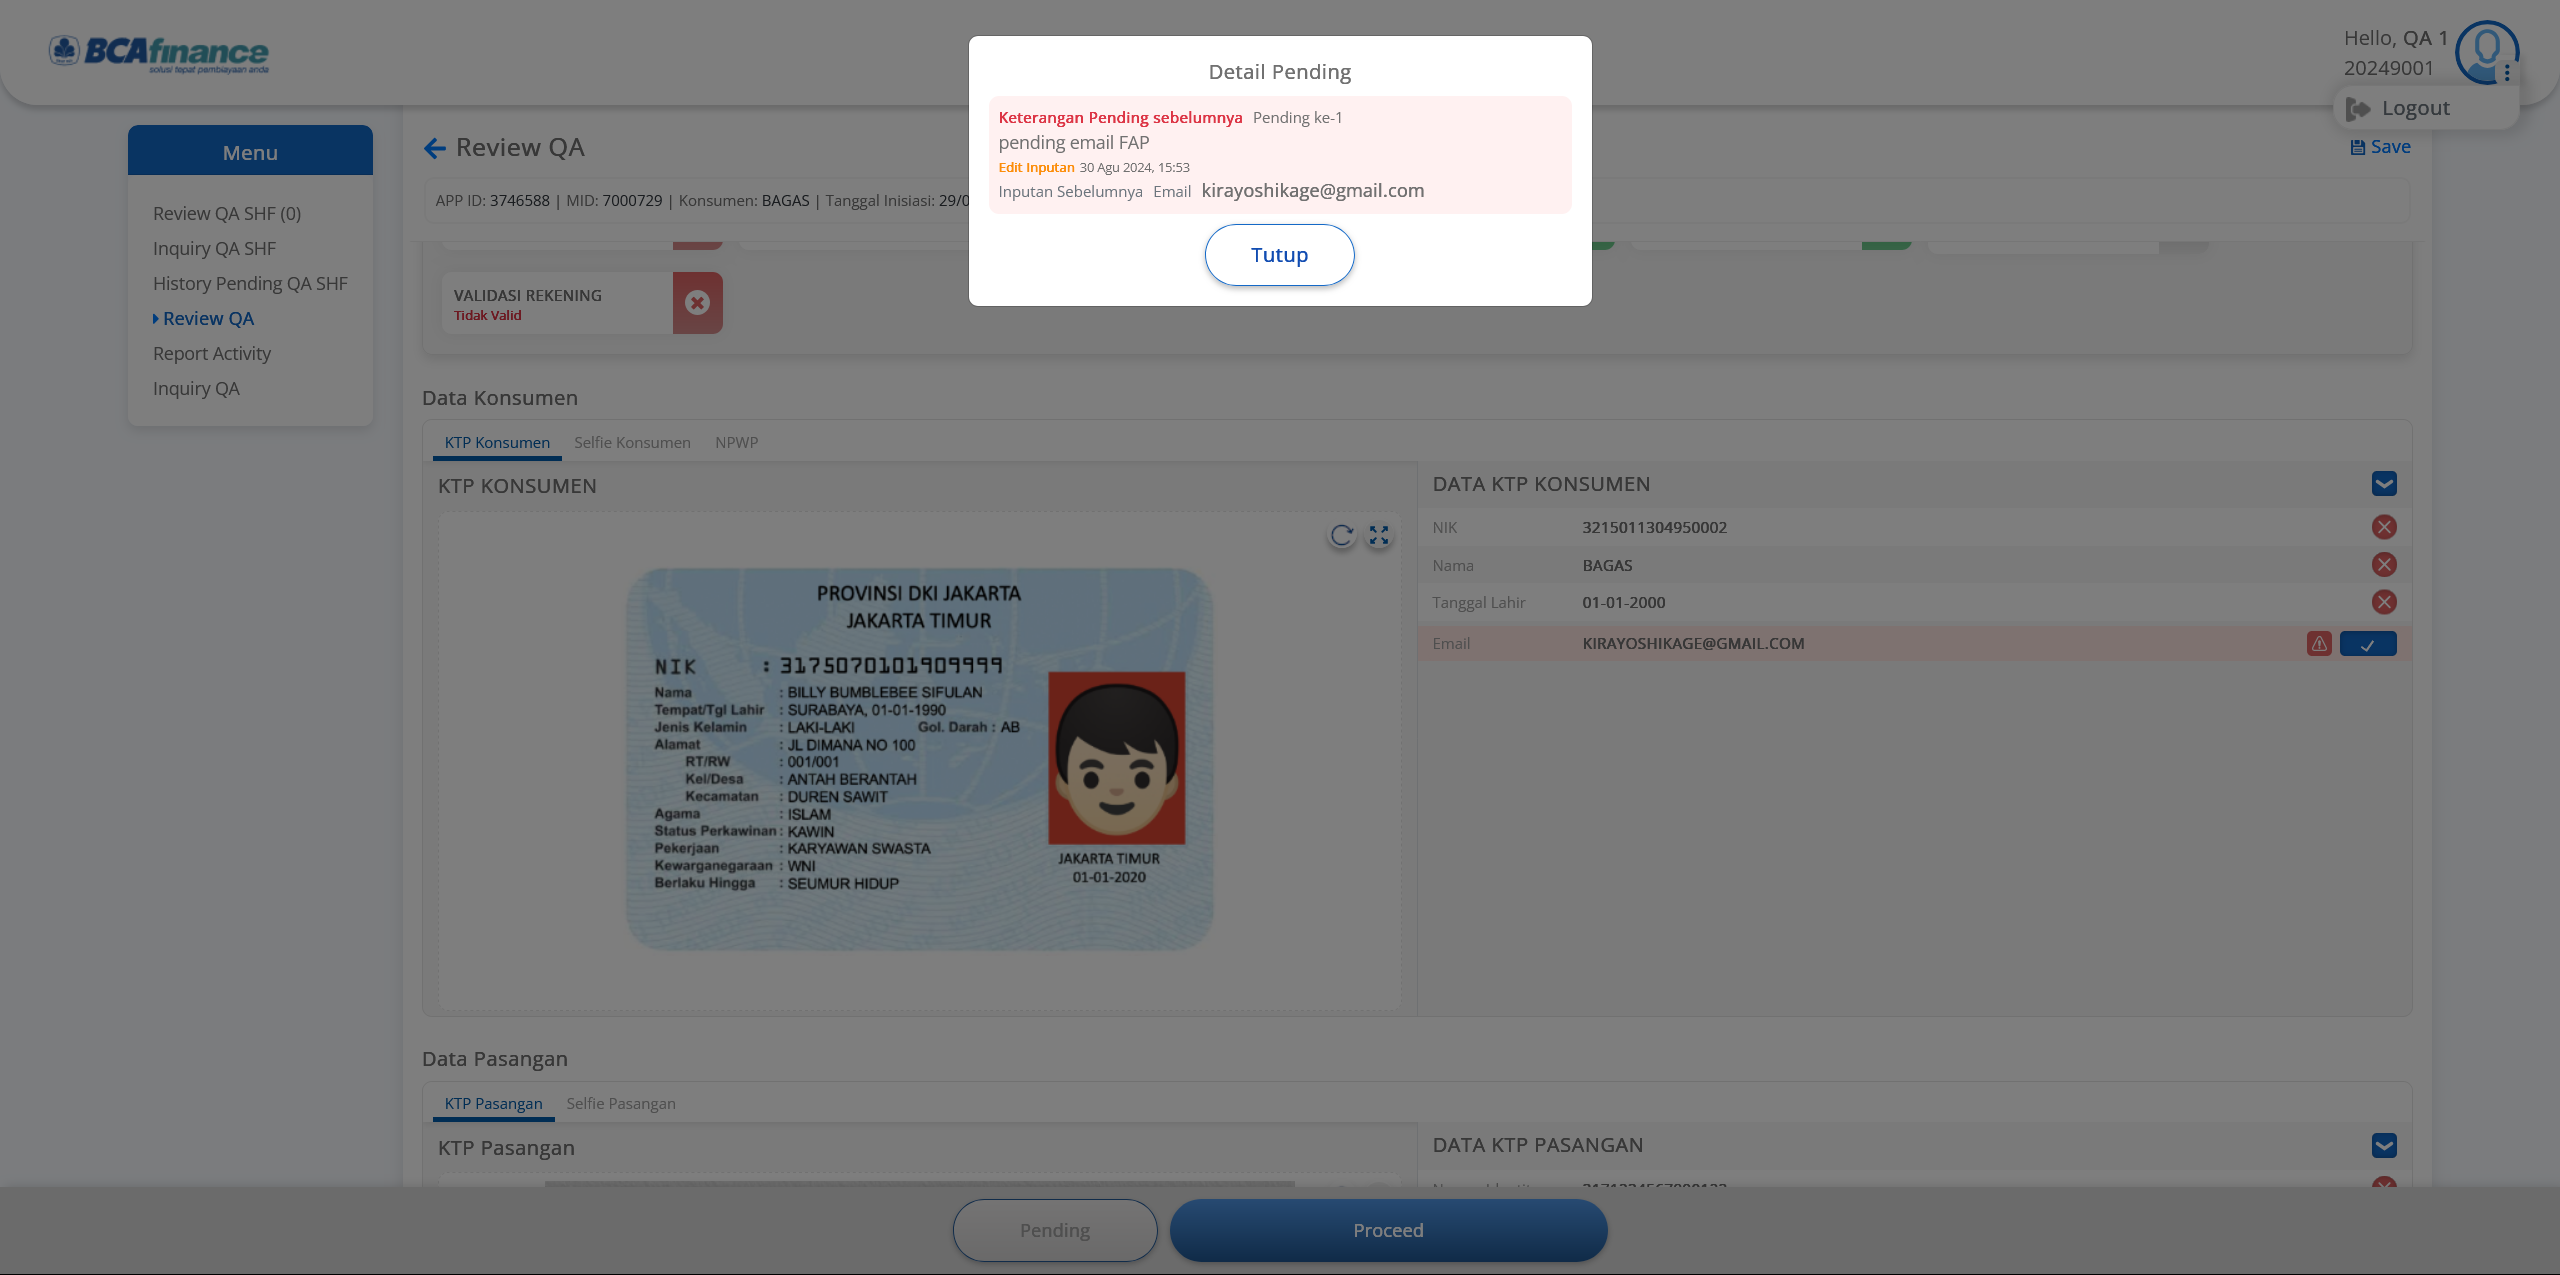 BCAfinance
solusi tepat pembiayaan anda
Hello, QA 1
20249001
Logout
Menu
Review QA SHF (0)
Inquiry QA SHF
History Pending QA SHF
Review QA
Report Activity
Inquiry QA
Review QA
Save
APP ID: 3746588 | MID: 7000729 | Konsumen: BAGAS | Tanggal Inisiasi: 29/0
Detail Pending
Keterangan Pending sebelumnya Pending ke-1
pending email FAP
Edit Inputan 30 Agu 2024, 15:53
Inputan Sebelumnya Email kirayoshikage@gmail.com
Tutup
VALIDASI REKENING
Tidak Valid
Data Konsumen
KTP Konsumen Selfie Konsumen NPWP
KTP KONSUMEN
PROVINSI DKI JAKARTA
JAKARTA TIMUR
NIK : 3175070101909999
Nama : BILLY BUMBLEBEE SIFULAN
Tempat/Tgl Lahir : SURABAYA, 01-01-1990
Jenis Kelamin : LAKI-LAKI Gol. Darah : AB
Alamat : JL DIMANA NO 100
RT/RW : 001/001
Kel/Desa : ANTAH BERANTAH
Kecamatan : DUREN SAWIT
Agama : ISLAM
Status Perkawinan : KAWIN
Pekerjaan : KARYAWAN SWASTA
Kewarganegaraan : WNI
Berlaku Hingga : SEUMUR HIDUP
JAKARTA TIMUR
01-01-2020
DATA KTP KONSUMEN
NIK 3215011304950002
Nama BAGAS
Tanggal Lahir 01-01-2000
Email KIRAYOSHIKAGE@GMAIL.COM
Data Pasangan
KTP Pasangan Selfie Pasangan
KTP Pasangan
DATA KTP PASANGAN
Pending
Proceed